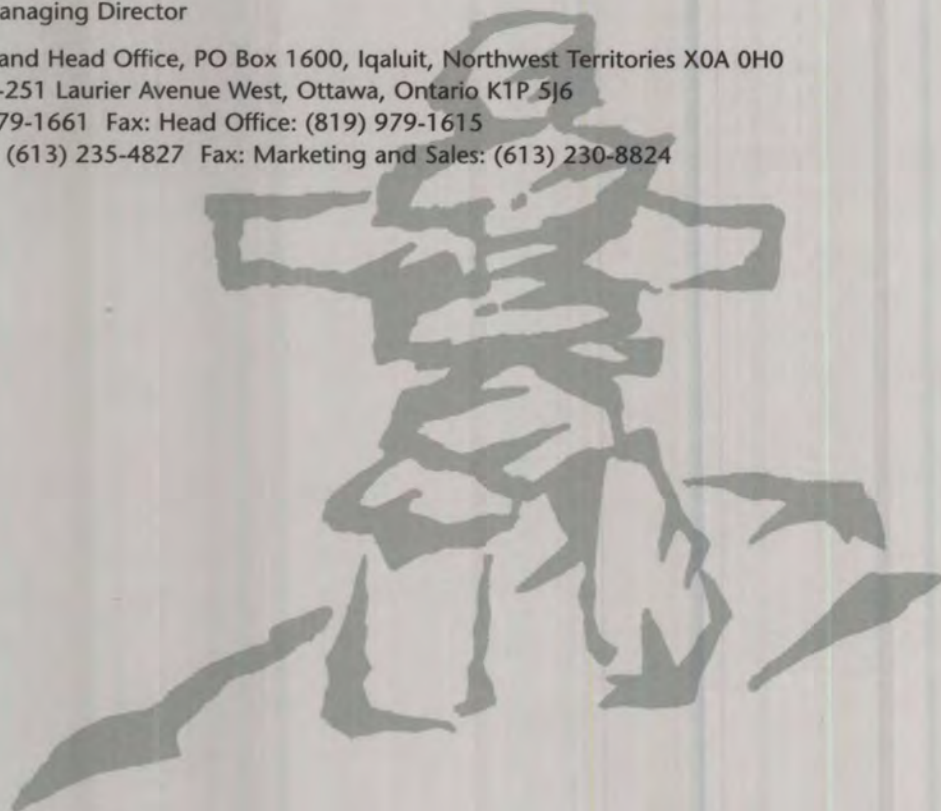 anaging Director
and Head Office, PO Box 1600, Iqaluit, Northwest Territories X0A 0H0
-251 Laurier Avenue West, Ottawa, Ontario K1P 5J6
79-1661 Fax: Head Office: (819) 979-1615
(613) 235-4827 Fax: Marketing and Sales: (613) 230-8824